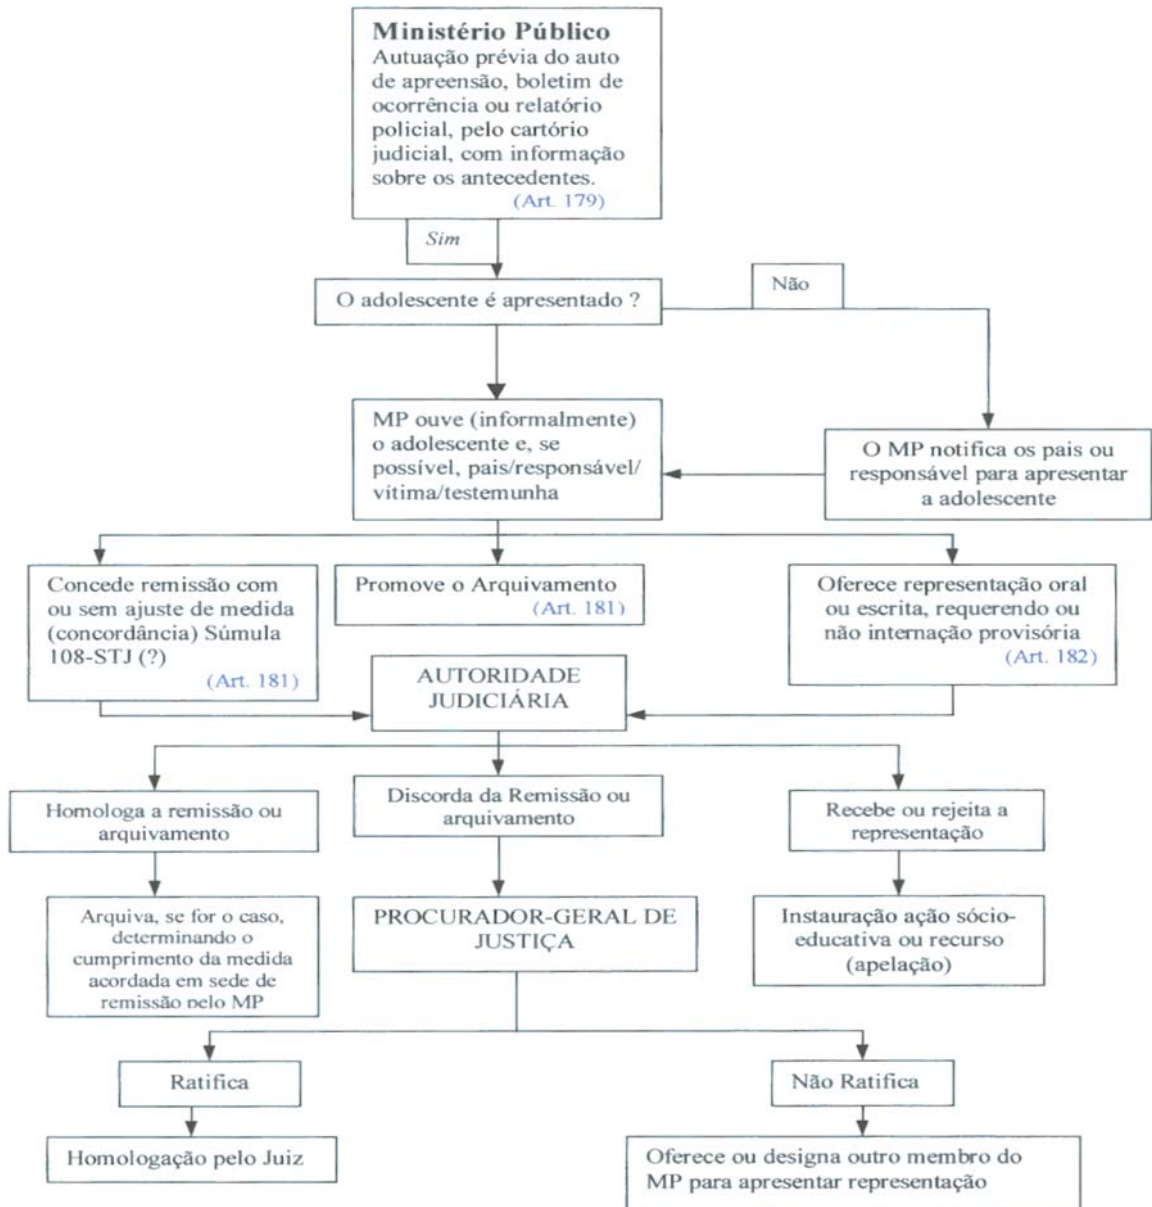 Ministério Público
Autuação prévia do auto
de apreensão, boletim de
ocorrência ou relatório
policial, pelo cartório
judicial, com informação
sobre os antecedentes.
(Art. 179)
Sim
O adolescente é apresentado ?
Não
MP ouve (informalmente)
o adolescente e, se
possível, pais/responsável/
vítima/testemunha
O MP notifica os pais ou
responsável para apresentar
a adolescente
Concede remissão com
ou sem ajuste de medida
(concordância) Súmula
108-STJ (?)
(Art. 181)
Promove o Arquivamento
(Art. 181)
Oferece representação oral
ou escrita, requerendo ou
não internação provisória
(Art. 182)
AUTORIDADE
JUDICIÁRIA
Homologa a remissão ou
arquivamento
Discorda da Remissão ou
arquivamento
Recebe ou rejeita a
representação
Arquiva, se for o caso,
determinando o
cumprimento da medida
acordada em sede de
remissão pelo MP
PROCURADOR-GERAL DE
JUSTIÇA
Instauração ação sócio-
educativa ou recurso
(apelação)
Ratifica
Não Ratifica
Homologação pelo Juiz
Oferece ou designa outro membro do
MP para apresentar representação